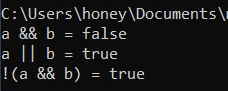 C:\Users\honey\Documents\
a && b = false
a || b = true
!(a && b) = true